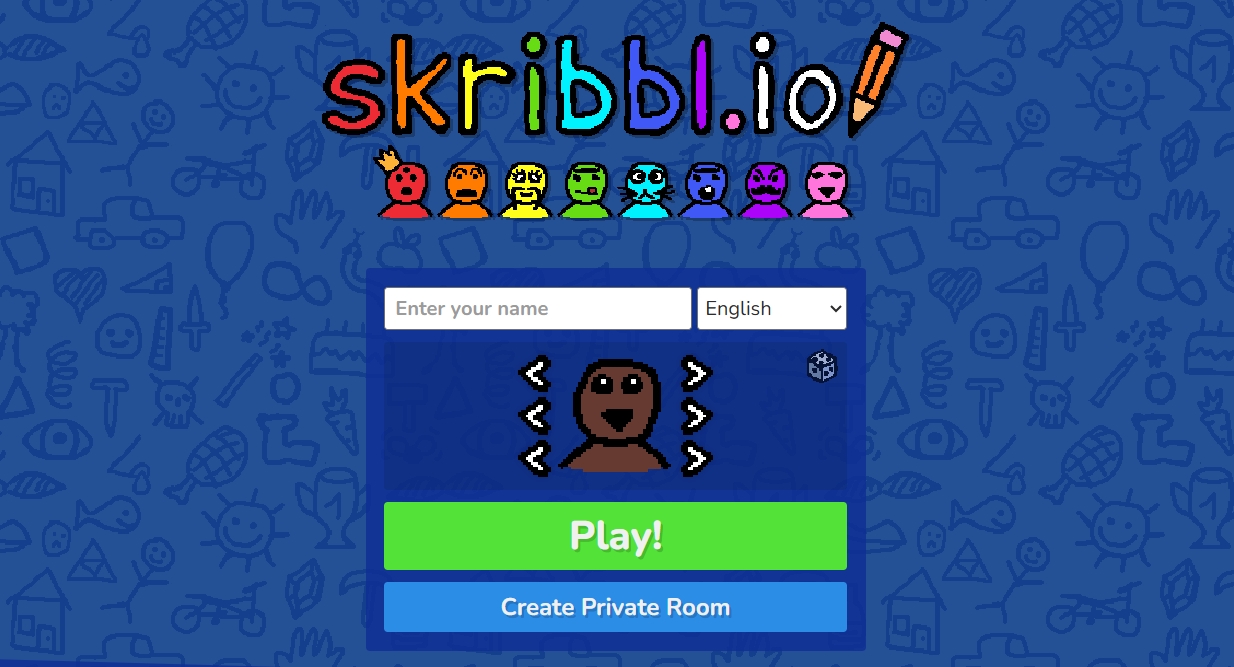 skribbl.io
Enter your name
English
Play!
Create Private Room